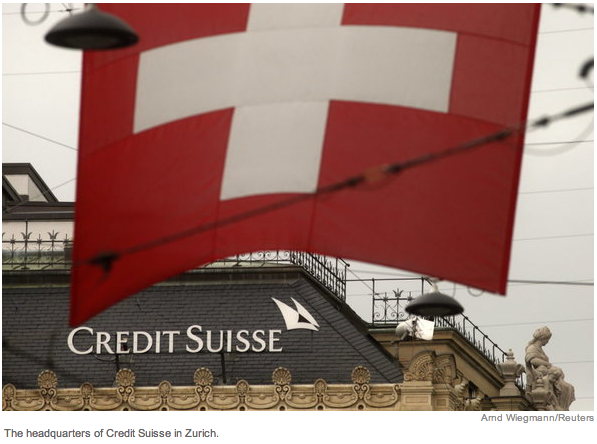 CREDIT SUISSE
Arnd Wiegmann/Reuters
The headquarters of Credit Suisse in Zurich.